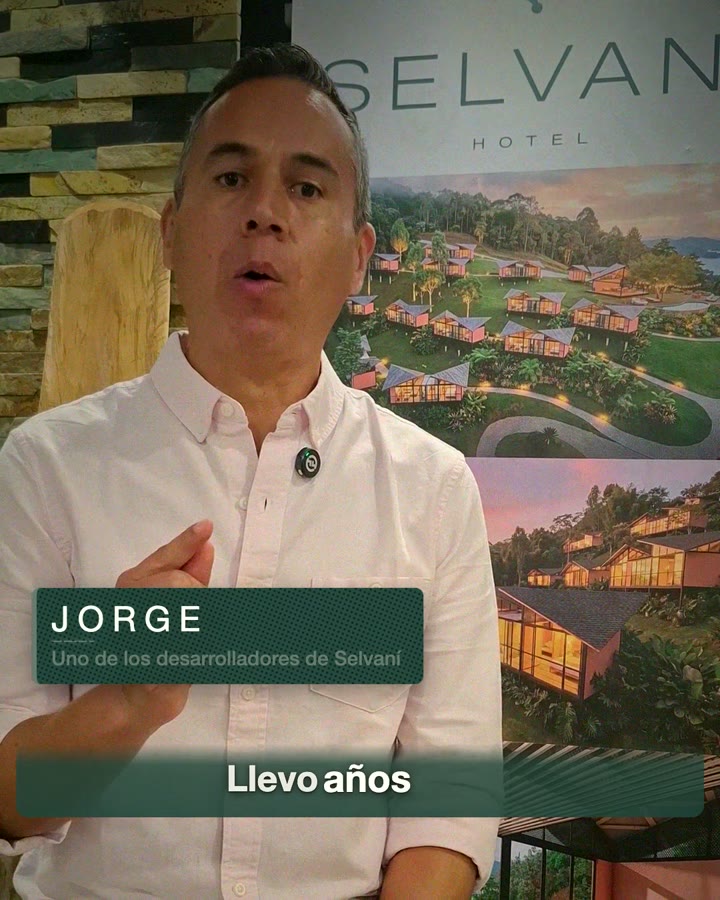 SELVAN
HOTEL
JORGE
Uno de los desarrolladores de Selvaní
Llevo años